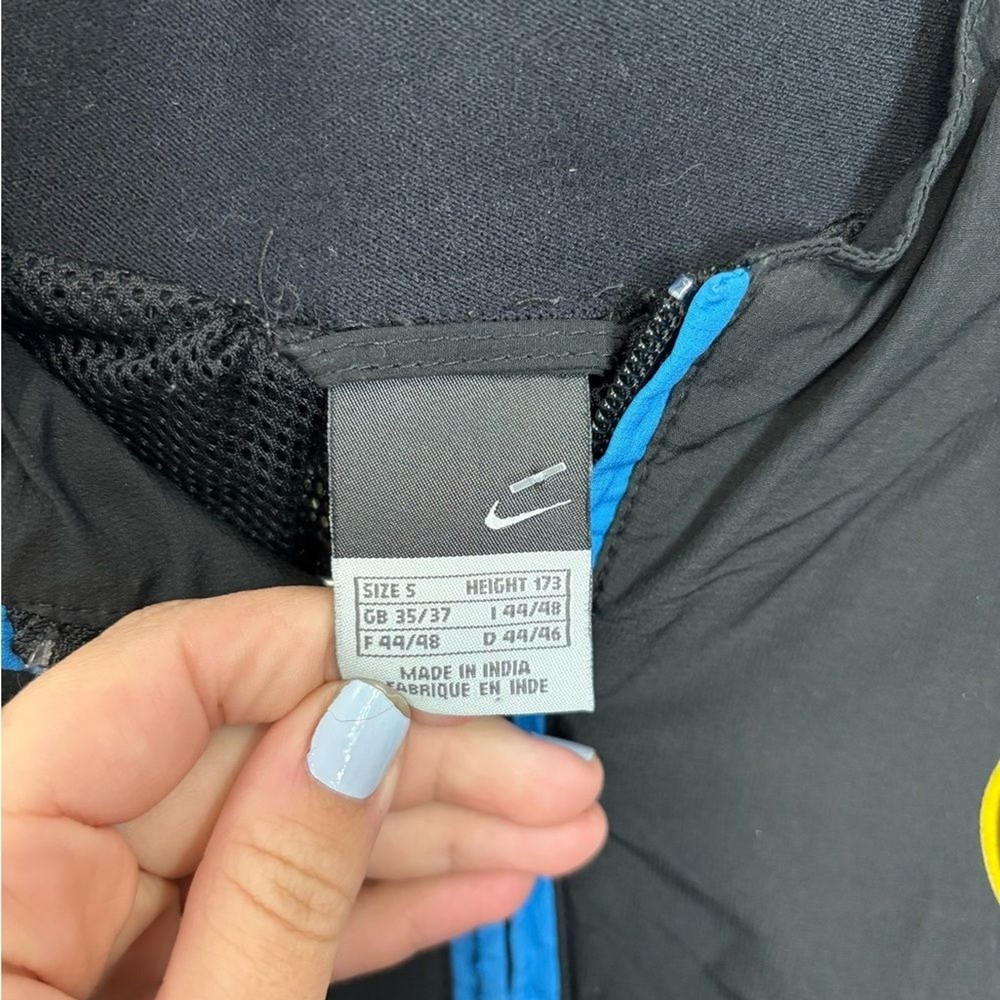 SIZE S HEIGHT 173
GB 35/37 I 44/48
F 44/48 D 44/46
MADE IN INDIA
FABRIQUE EN INDE